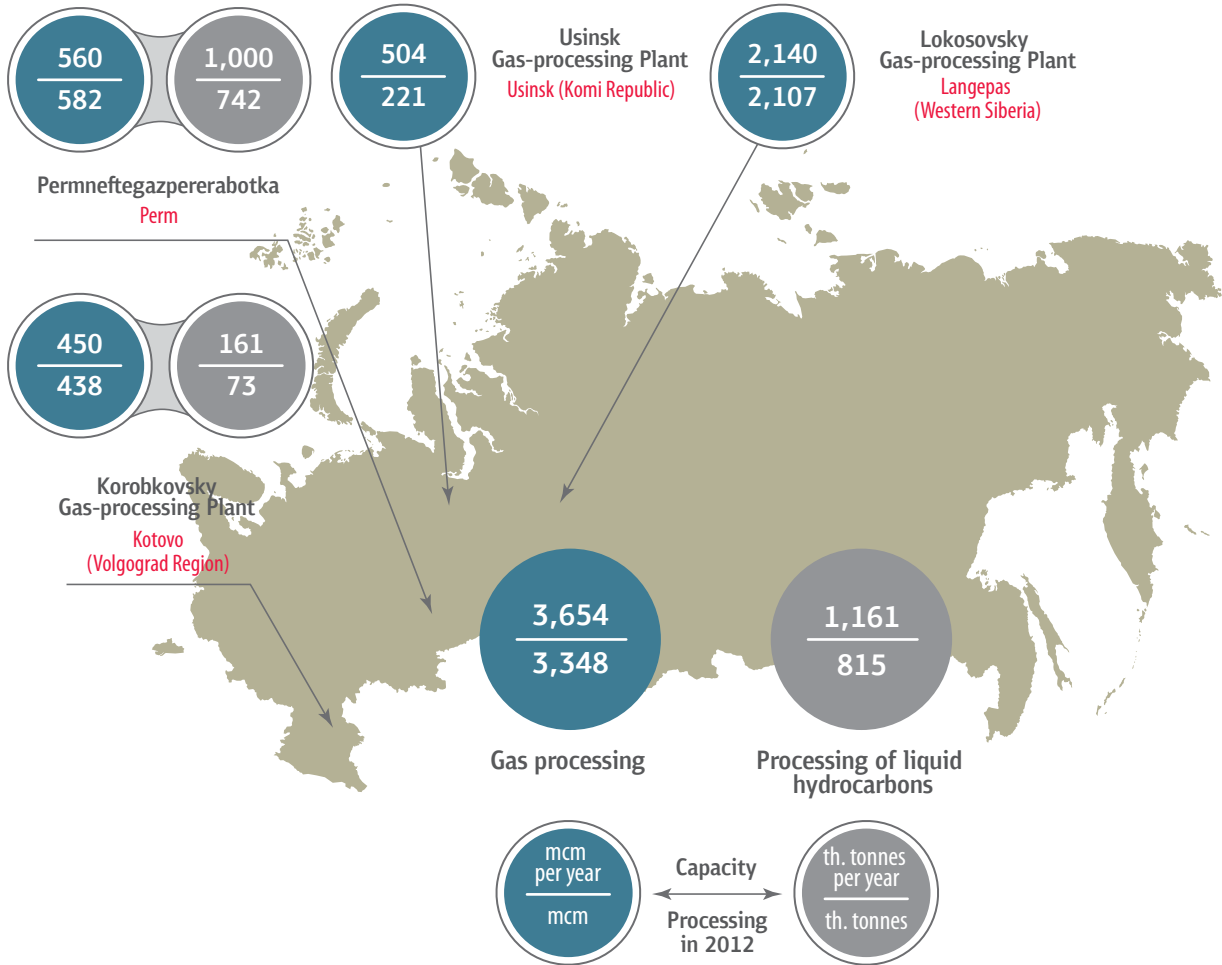 560
582
1,000
742
Permneftegazpererabotka
Perm
504
221
Usinsk
Gas-processing Plant
Usinsk (Komi Republic)
2,140
2,107
Lokosovsky
Gas-processing Plant
Langepas
(Western Siberia)
450
438
161
73
Korobkovsky
Gas-processing Plant
Kotovo
(Volgograd Region)
3,654
3,348
Gas processing
1,161
815
Processing of liquid
hydrocarbons
mcm
per year
mcm
Capacity
Processing
in 2012
th. tonnes
per year
th. tonnes